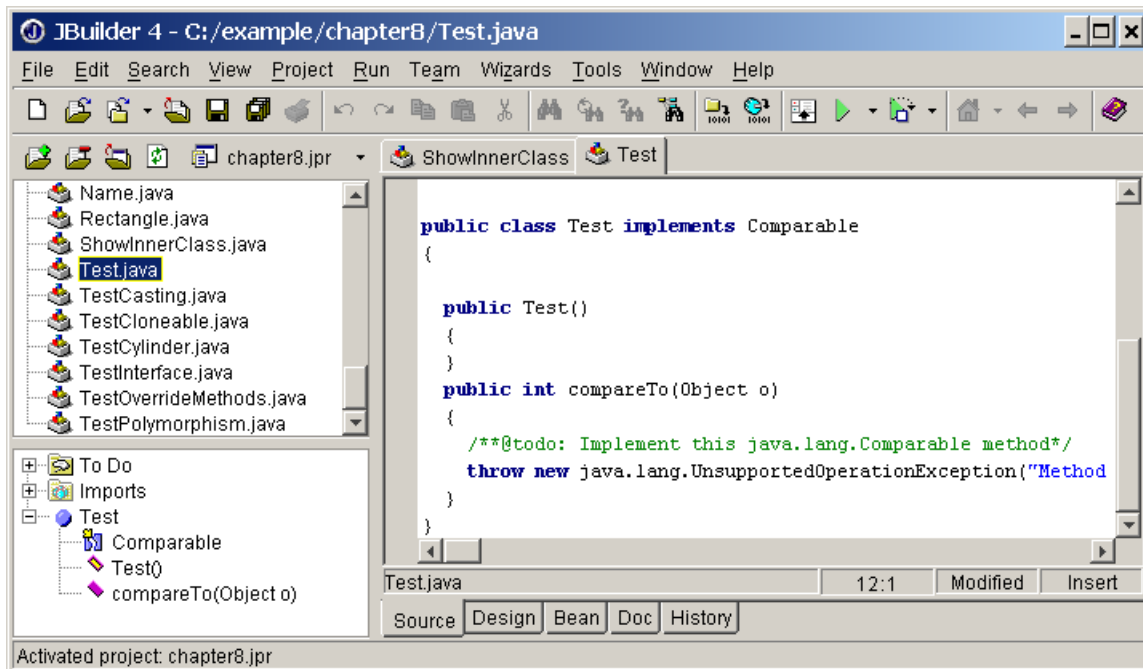 JBuilder 4 - C:/example/chapter8/Test.java
File Edit Search View Project Run Team Wizards Tools Window Help
chapter8.jpr
ShowInnerClass Test
Name.java
Rectangle.java
ShowInnerClass.java
Test.java
TestCasting.java
TestCloneable.java
TestCylinder.java
TestInterface.java
TestOverrideMethods.java
TestPolymorphism.java
To Do
Imports
Test
Comparable
Test()
compareTo(Object o)
public class Test implements Comparable
{
public Test()
{
}
public int compareTo(Object o)
{
/**@todo: Implement this java.lang.Comparable method*/
throw new java.lang.UnsupportedOperationException("Method
}
}
Test.java 12:1 Modified Insert
Source Design Bean Doc History
Activated project: chapter8.jpr